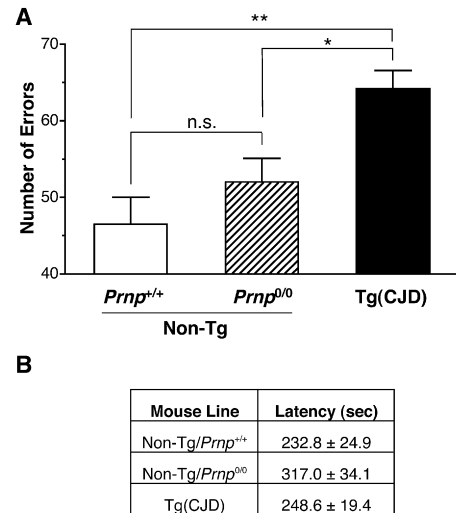 A
**
*
n.s.
Number of Errors
70
60
50
40
Prnp+/+
Prnp0/0
Tg(CJD)
Non-Tg
B
Mouse Line Latency (sec)
Non-Tg/Prnp+/+ 232.8 ± 24.9
Non-Tg/Prnp0/0 317.0 ± 34.1
Tg(CJD) 248.6 ± 19.4